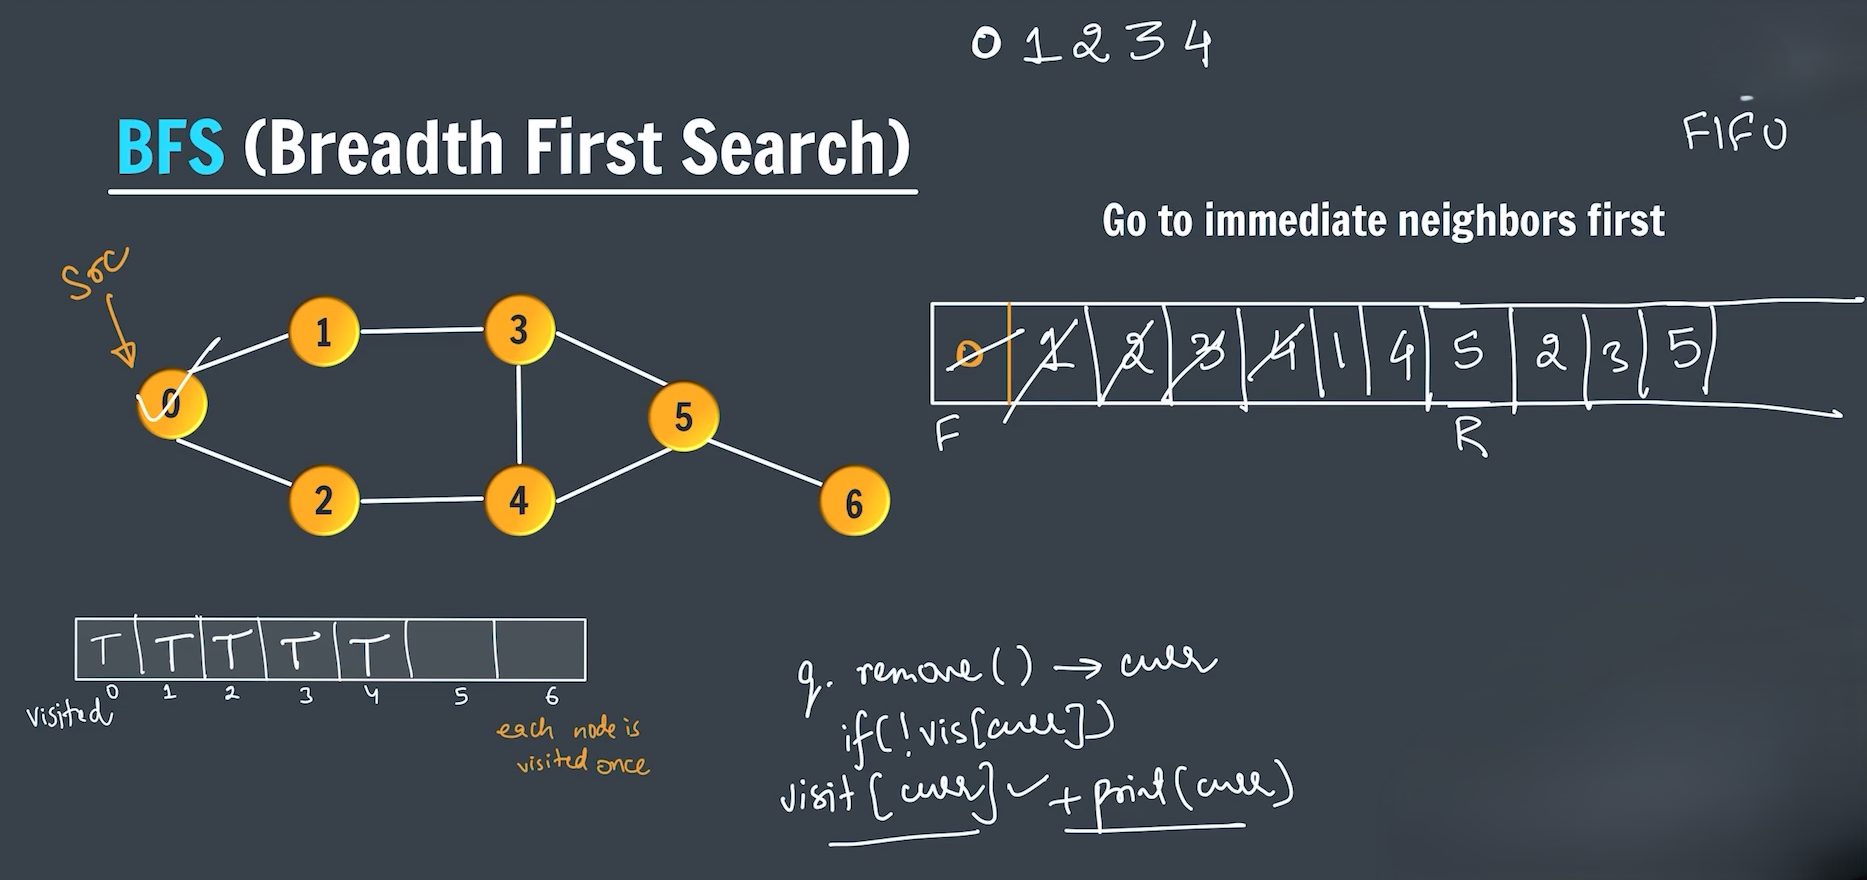 0 1 2 3 4
FIFO
BFS (Breadth First Search)
Go to immediate neighbors first
Src
0
1
3
5
2
4
6
0 1 2 3 4 1 4 5 2 3 5
F R
T T T T T
0 1 2 3 4 5 6
visited
each node is
visited once
q. remove() → curr
if(!vis[curr])
visit[curr] ✓ + print(curr)